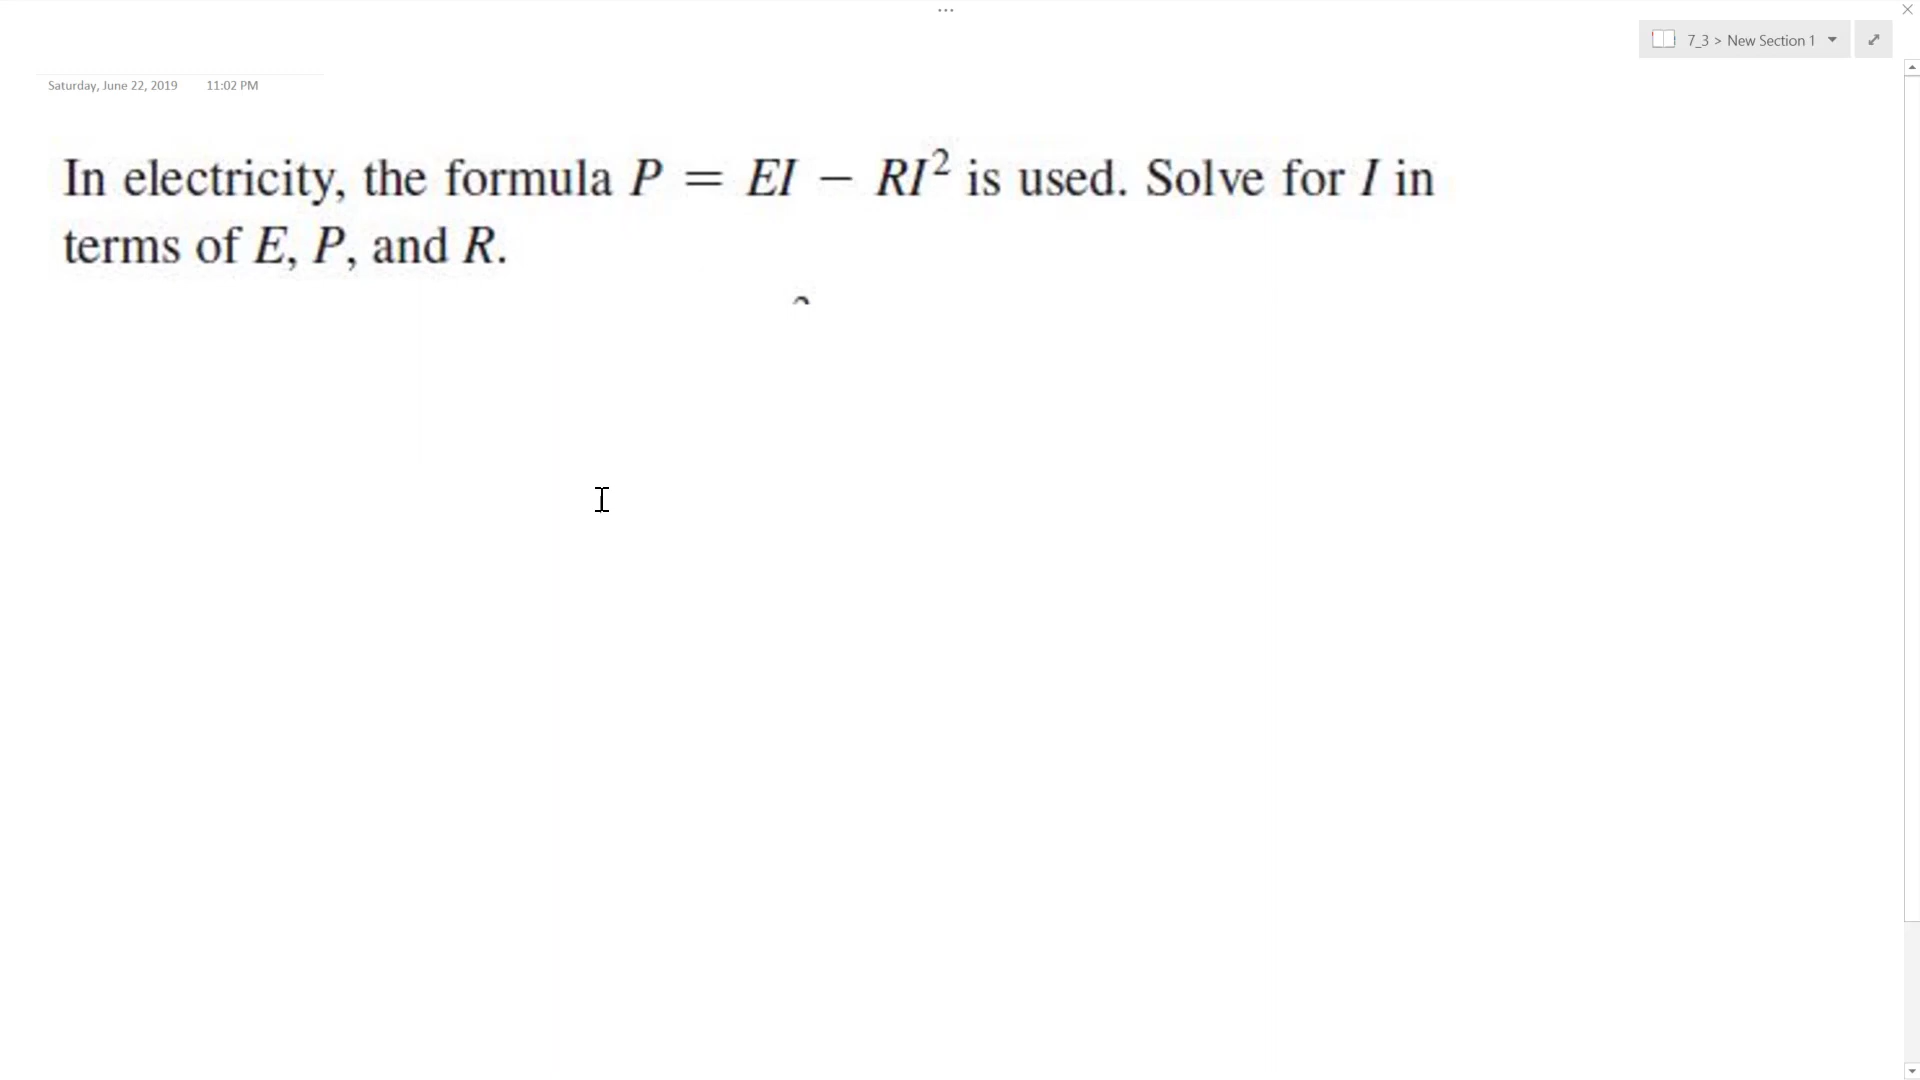 ...
7_3 > New Section 1
Saturday, June 22, 2019 11:02 PM
In electricity, the formula P = EI − RI² is used. Solve for I in
terms of E, P, and R.